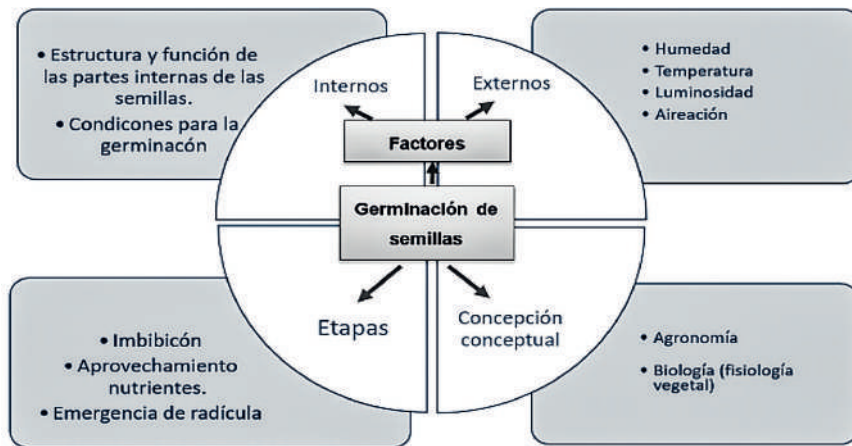 • Estructura y función de
las partes internas de las
semillas.
• Condicones para la
germinacón
Internos
Externos
• Humedad
• Temperatura
• Luminosidad
• Aireación
Factores
Germinación de
semillas
Etapas
Concepción
conceptual
• Imbibicón
• Aprovechamiento
nutrientes.
• Emergencia de radícula
• Agronomía
• Biología (fisiología
vegetal)